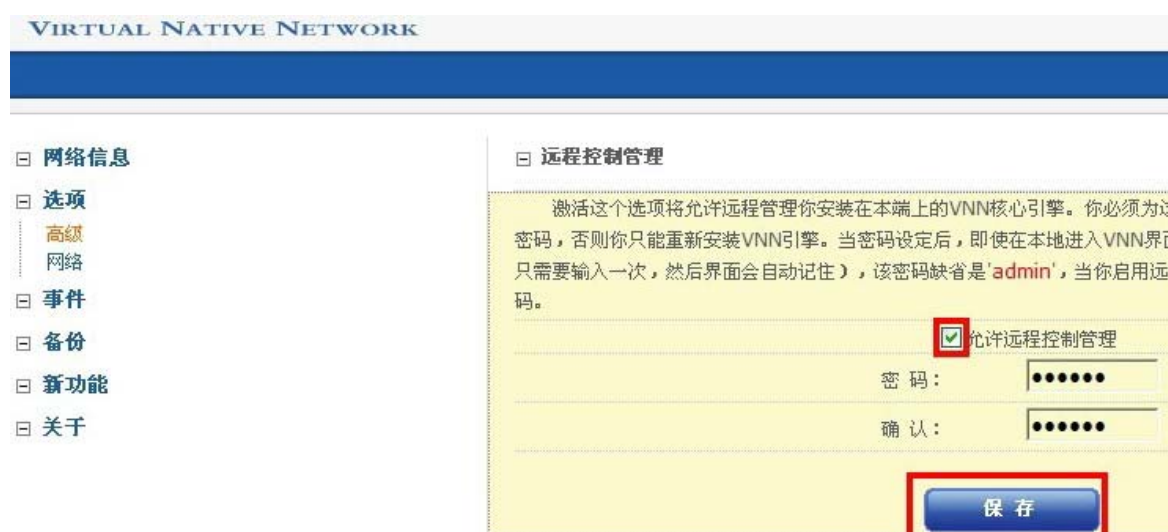 VIRTUAL NATIVE NETWORK
网络信息
选项
高级
网络
事件
备份
新功能
关于
远程控制管理
激活这个选项将允许远程管理你安装在本端上的VNN核心引擎。你必须为这
密码，否则你只能重新安装VNN引擎。当密码设定后，即使在本地进入VNN界面
只需要输入一次，然后界面会自动记住），该密码缺省是'admin'，当你启用远
码。
允许远程控制管理
密 码：
确 认：
保 存